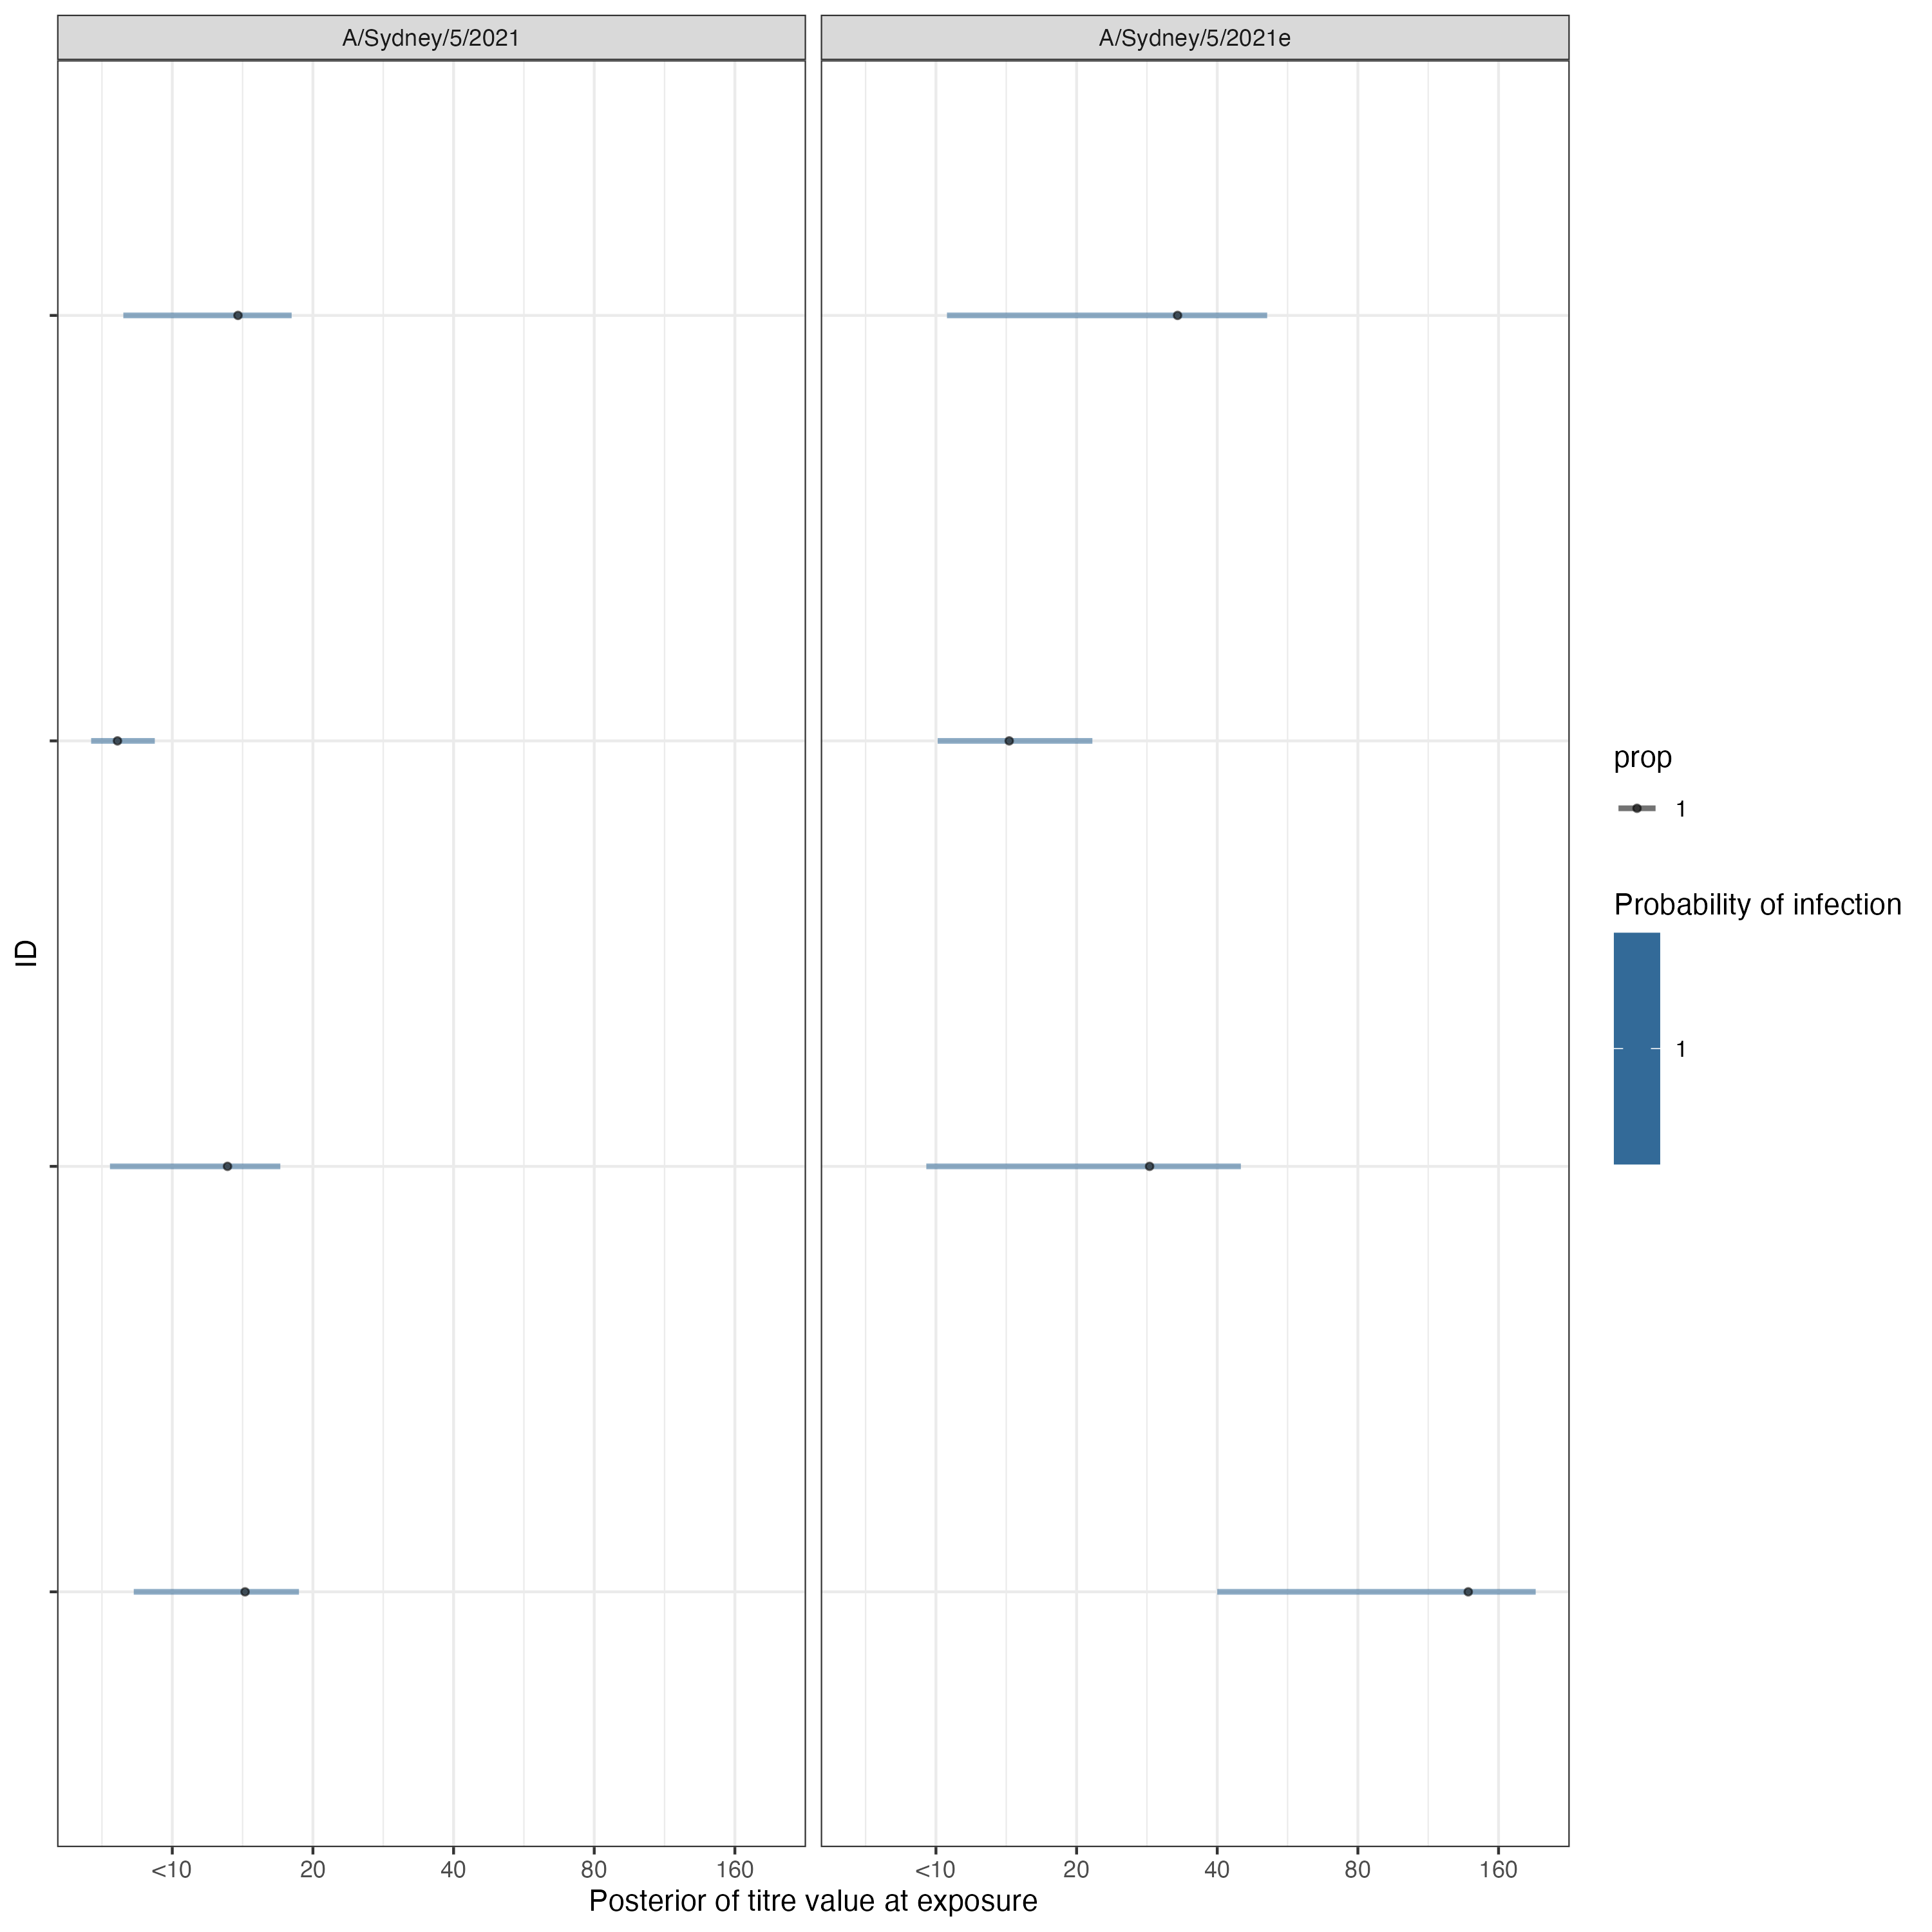 A/Sydney/5/2021
A/Sydney/5/2021e
ID
prop
1
Probability of infection
1
<10 20 40 80 160
<10 20 40 80 160
Posterior of titre value at exposure